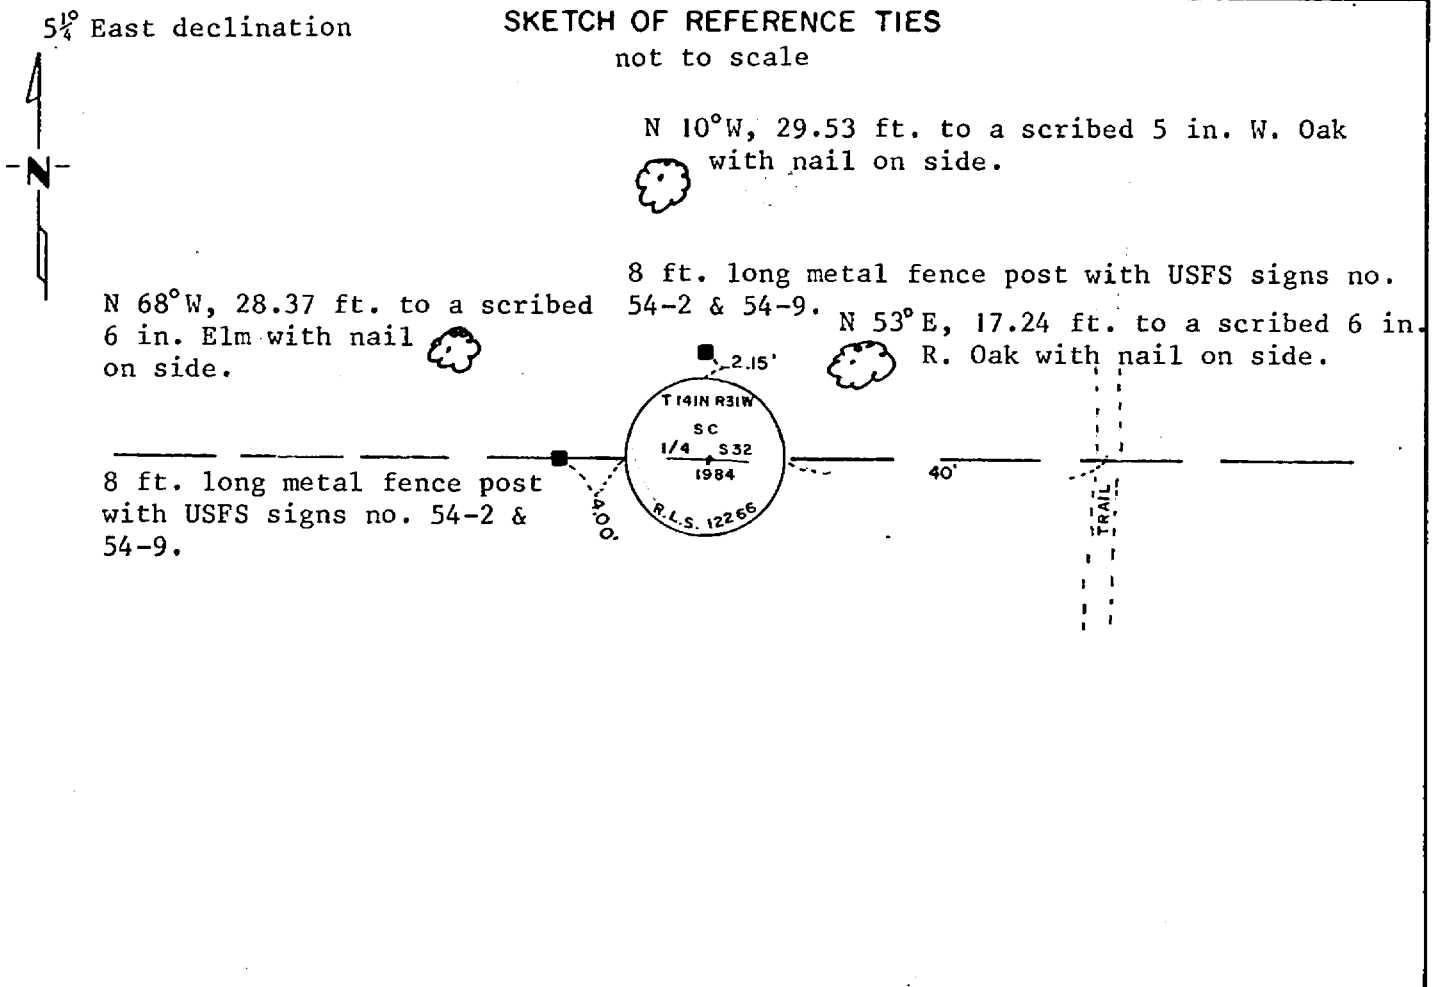 5¼° East declination
SKETCH OF REFERENCE TIES
not to scale
-N-
N 10°W, 29.53 ft. to a scribed 5 in. W. Oak
with nail on side.
8 ft. long metal fence post with USFS signs no.
54-2 & 54-9.
N 68°W, 28.37 ft. to a scribed
6 in. Elm with nail
on side.
N 53°E, 17.24 ft. to a scribed 6 in.
R. Oak with nail on side.
2.15'
T 141N R31W
SC
1/4 S32
1984
R.L.S. 12266
4.00'
40'
TRAIL
8 ft. long metal fence post
with USFS signs no. 54-2 &
54-9.